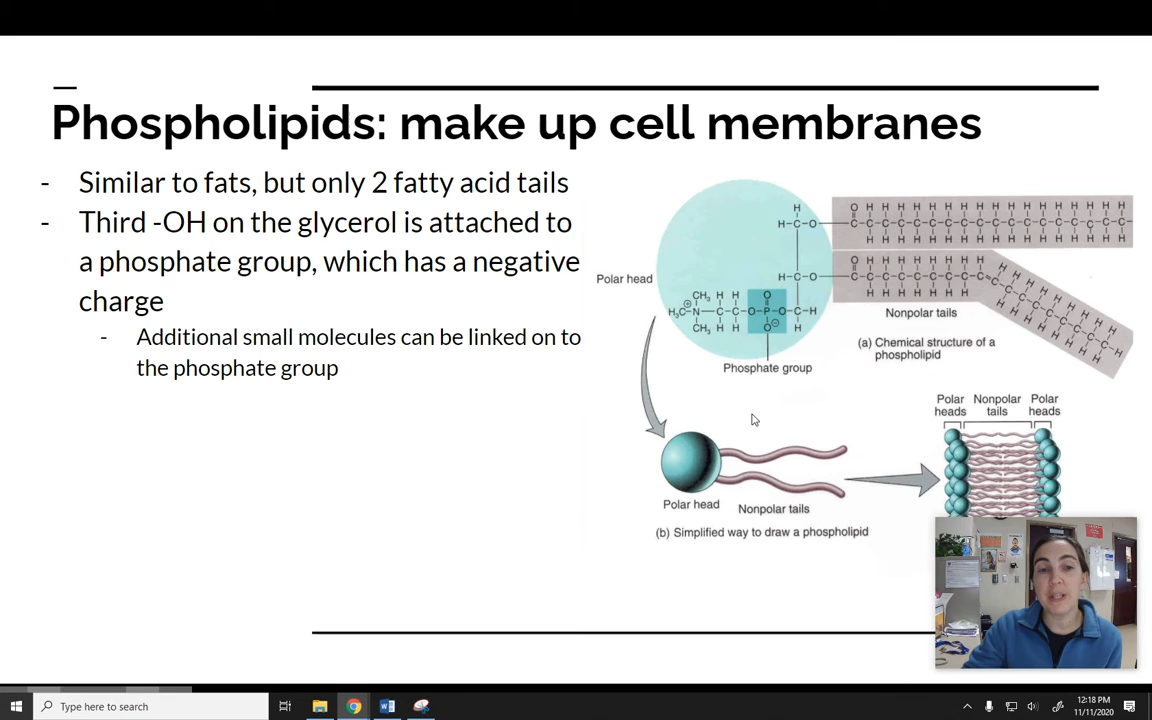 Phospholipids: make up cell membranes
- Similar to fats, but only 2 fatty acid tails
- Third -OH on the glycerol is attached to
a phosphate group, which has a negative
charge
- Additional small molecules can be linked on to
the phosphate group
Polar head
Phosphate group
Nonpolar tails
(a) Chemical structure of a
phospholipid
Polar head
Nonpolar tails
(b) Simplified way to draw a phospholipid
Polar
heads
Nonpolar
tails
Polar
heads
Type here to search
12:18 PM
11/11/2020